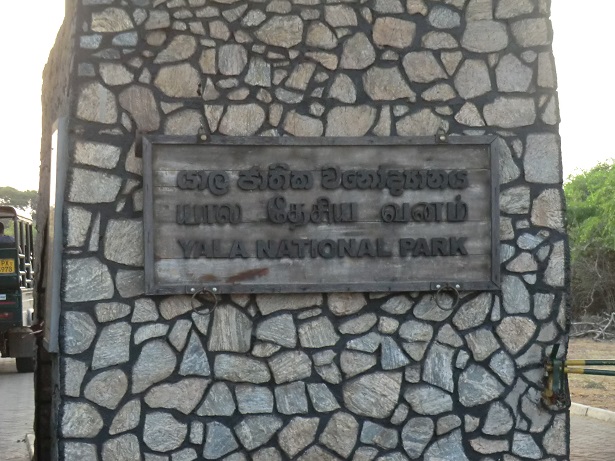 යාල ජාතික වනෝද්‍යානය
யால தேசிய வனம்
YALA NATIONAL PARK